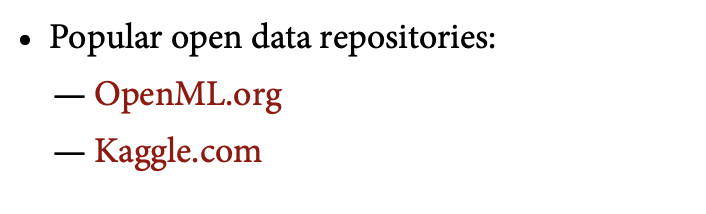 • Popular open data repositories:
— OpenML.org
— Kaggle.com